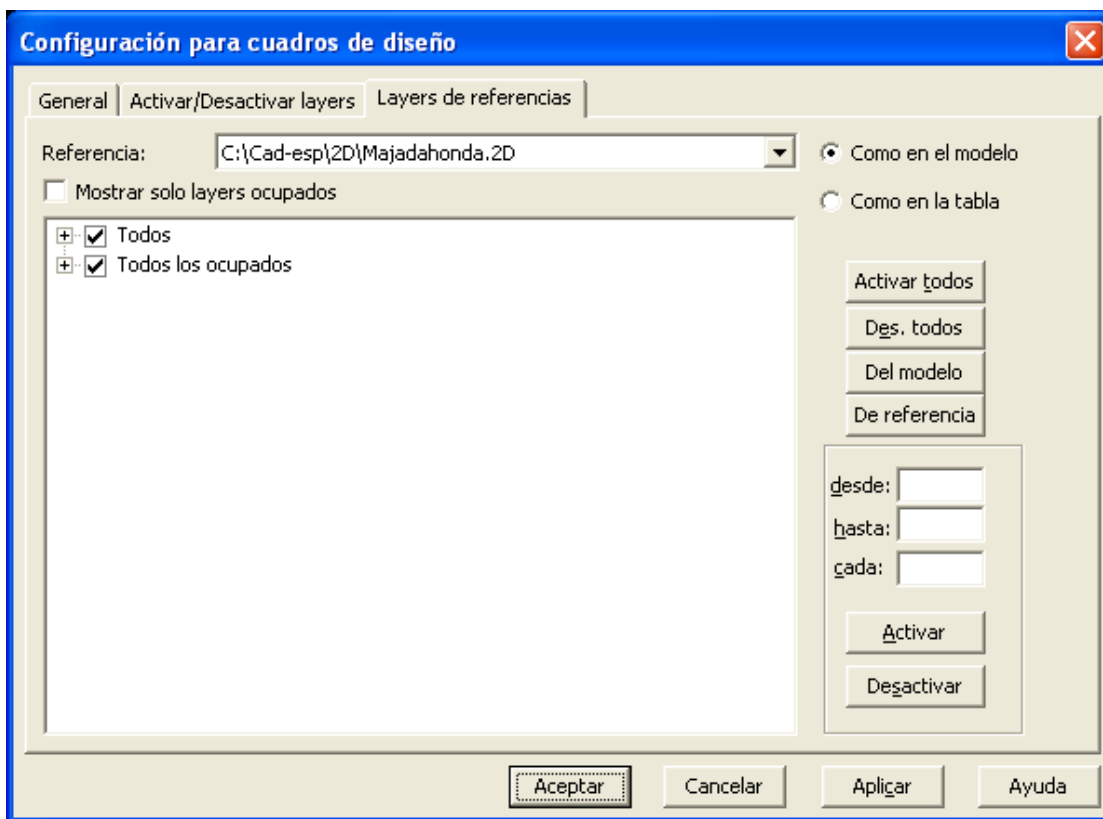 Configuración para cuadros de diseño
General Activar/Desactivar layers Layers de referencias
Referencia: C:\Cad-esp\2D\Majadahonda.2D
Como en el modelo
Mostrar solo layers ocupados
Como en la tabla
Todos
Todos los ocupados
Activar todos
Des. todos
Del modelo
De referencia
desde:
hasta:
cada:
Activar
Desactivar
Aceptar Cancelar Aplicar Ayuda